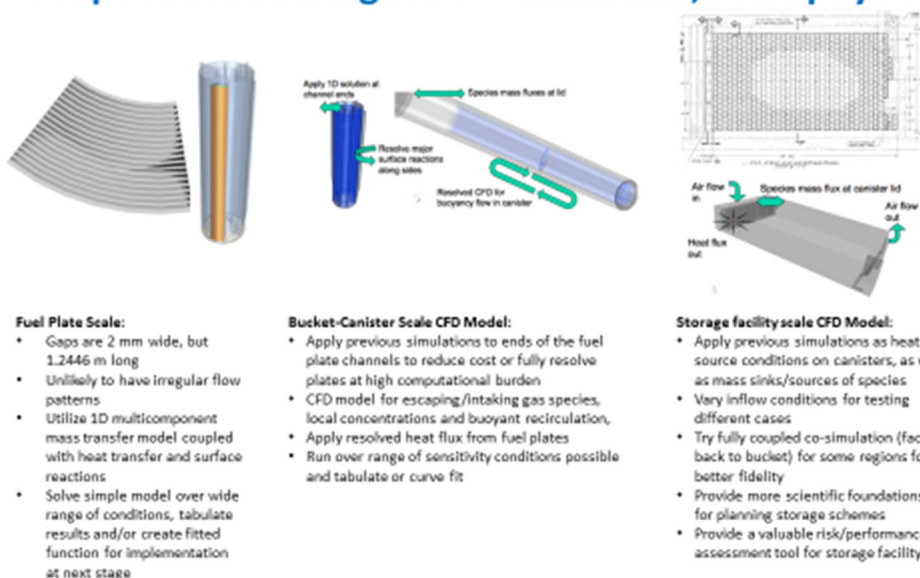 Apply 1D solution at
channel ends
Resolve major
surface reactions
along sides
Species mass fluxes at lid
Resolved CFD for
buoyancy flow in canister
Air flow
in
Species mass flux at canister lid
Air flow
out
Heat flux
out
Fuel Plate Scale:
• Gaps are 2 mm wide, but
1.2446 m long
• Unlikely to have irregular flow
patterns
• Utilize 1D multicomponent
mass transfer model coupled
with heat transfer and surface
reactions
• Solve simple model over wide
range of conditions, tabulate
results and/or create fitted
function for implementation
at next stage
Bucket-Canister Scale CFD Model:
• Apply previous simulations to ends of the fuel
plate channels to reduce cost or fully resolve
plates at high computational burden
• CFD model for escaping/intaking gas species,
local concentrations and buoyant recirculation,
• Apply resolved heat flux from fuel plates
• Run over range of sensitivity conditions possible
and tabulate or curve fit
Storage facility scale CFD Model:
• Apply previous simulations as heat
source conditions on canisters, as
as mass sinks/sources of species
• Vary inflow conditions for testing
different cases
• Try fully coupled co-simulation
back to bucket) for some regions
better fidelity
• Provide more scientific foundations
for planning storage schemes
• Provide a valuable risk/performance
assessment tool for storage facility